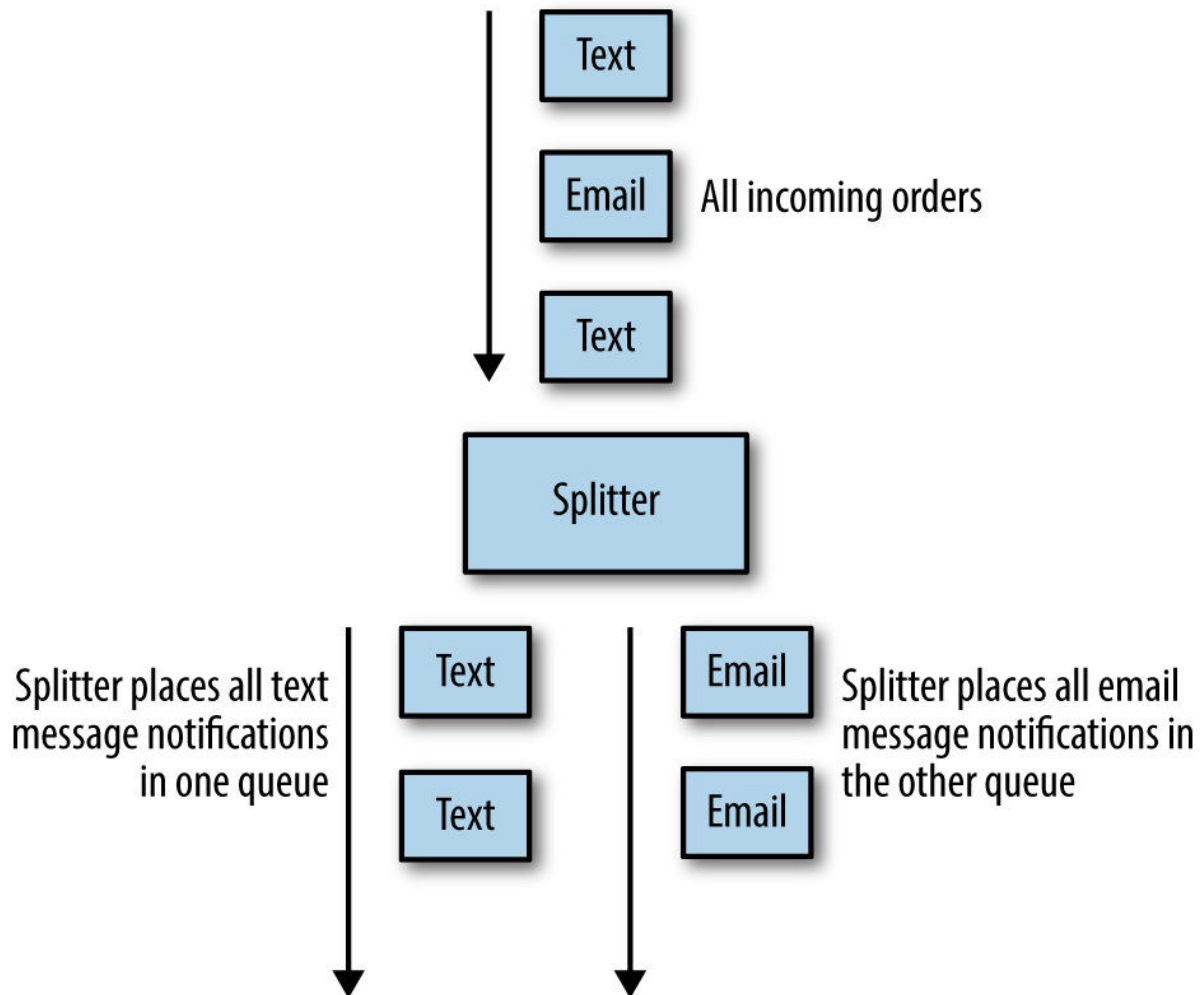 Text
Email
All incoming orders
Text
Splitter
Splitter places all text
message notifications
in one queue
Text
Text
Email
Email
Splitter places all email
message notifications in
the other queue